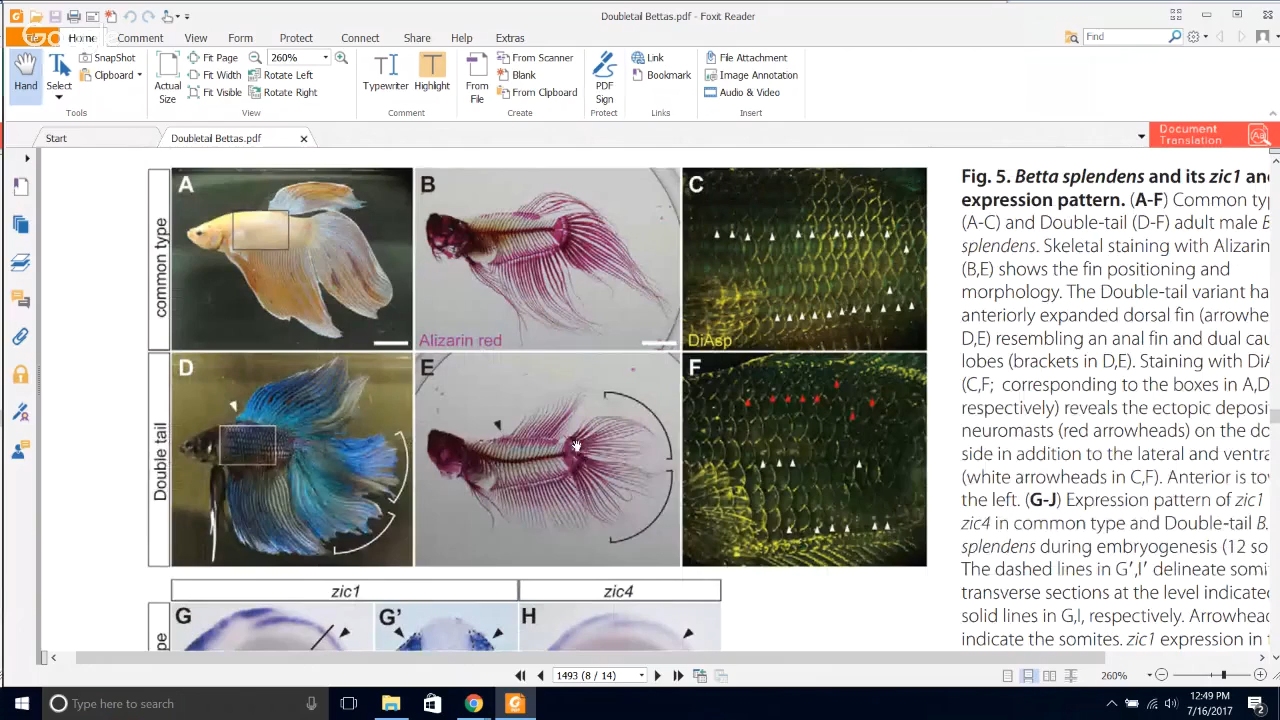 Doubletail Bettas.pdf - Foxit Reader
Home Comment View Form Protect Connect Share Help Extras
Find
Hand
Select
SnapShot
Clipboard
Actual Size
Fit Page
Fit Width
Fit Visible
260%
Rotate Left
Rotate Right
Typewriter
Highlight
From File
From Scanner
Blank
From Clipboard
PDF Sign
Link
Bookmark
File Attachment
Image Annotation
Audio & Video
Tools View Comment Create Protect Links Insert
Start
Doubletail Bettas.pdf
Document Translation
common type
A
B
Alizarin red
C
DiAsp
Double tail
D
E
F
zic1
zic4
G
G′
H
Fig. 5. Betta splendens and its zic1 an
expression pattern. (A-F) Common ty
(A-C) and Double-tail (D-F) adult male B
splendens. Skeletal staining with Alizarin
(B,E) shows the fin positioning and
morphology. The Double-tail variant ha
anteriorly expanded dorsal fin (arrowhe
D,E) resembling an anal fin and dual cau
lobes (brackets in D,E). Staining with DiA
(C,F; corresponding to the boxes in A,D
respectively) reveals the ectopic deposi
neuromasts (red arrowheads) on the do
side in addition to the lateral and ventra
(white arrowheads in C,F). Anterior is to
the left. (G-J) Expression pattern of zic1
zic4 in common type and Double-tail B.
splendens during embryogenesis (12 so
The dashed lines in G′,I′ delineate somi
transverse sections at the level indicate
solid lines in G,I, respectively. Arrowhead
indicate the somites. zic1 expression in
1493 (8 / 14)
260%
Type here to search
12:49 PM
7/16/2017
2